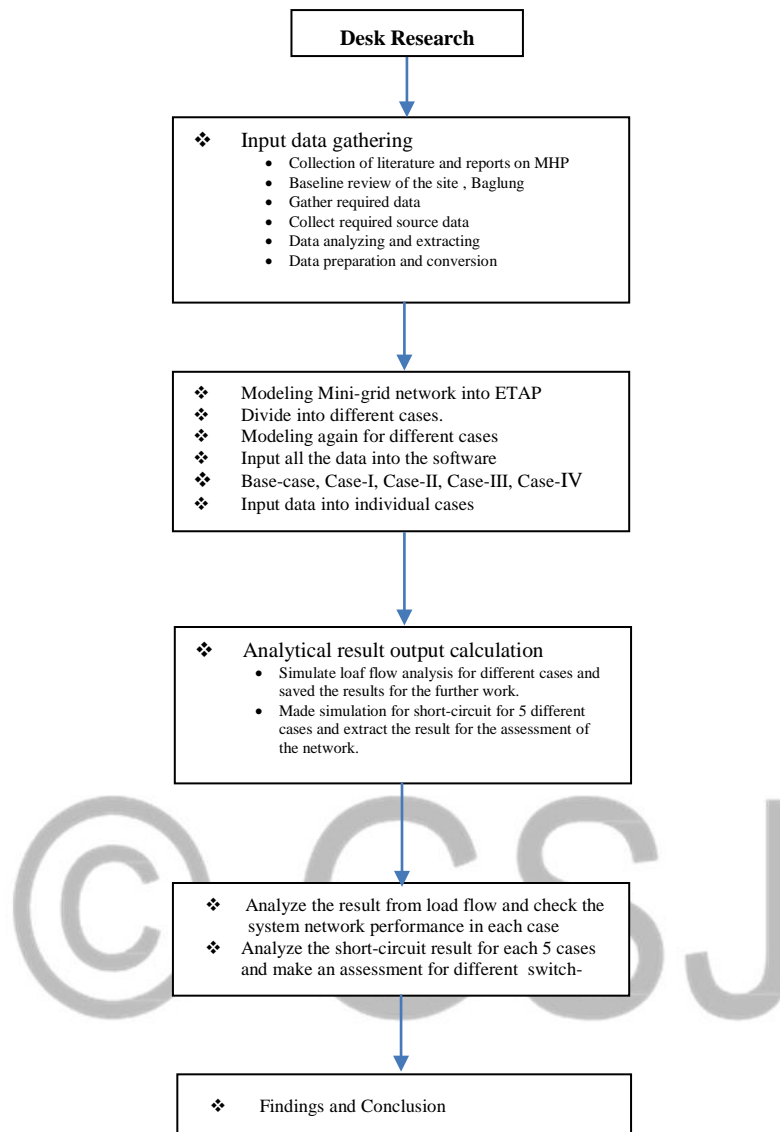 Desk Research
❖ Input data gathering
• Collection of literature and reports on MHP
• Baseline review of the site , Baglung
• Gather required data
• Collect required source data
• Data analyzing and extracting
• Data preparation and conversion
❖ Modeling Mini-grid network into ETAP
❖ Divide into different cases.
❖ Modeling again for different cases
❖ Input all the data into the software
❖ Base-case, Case-I, Case-II, Case-III, Case-IV
❖ Input data into individual cases
❖ Analytical result output calculation
• Simulate loaf flow analysis for different cases and
saved the results for the further work.
• Made simulation for short-circuit for 5 different
cases and extract the result for the assessment of
the network.
© GSJ
❖ Analyze the result from load flow and check the
system network performance in each case
❖ Analyze the short-circuit result for each 5 cases
and make an assessment for different switch-
❖ Findings and Conclusion